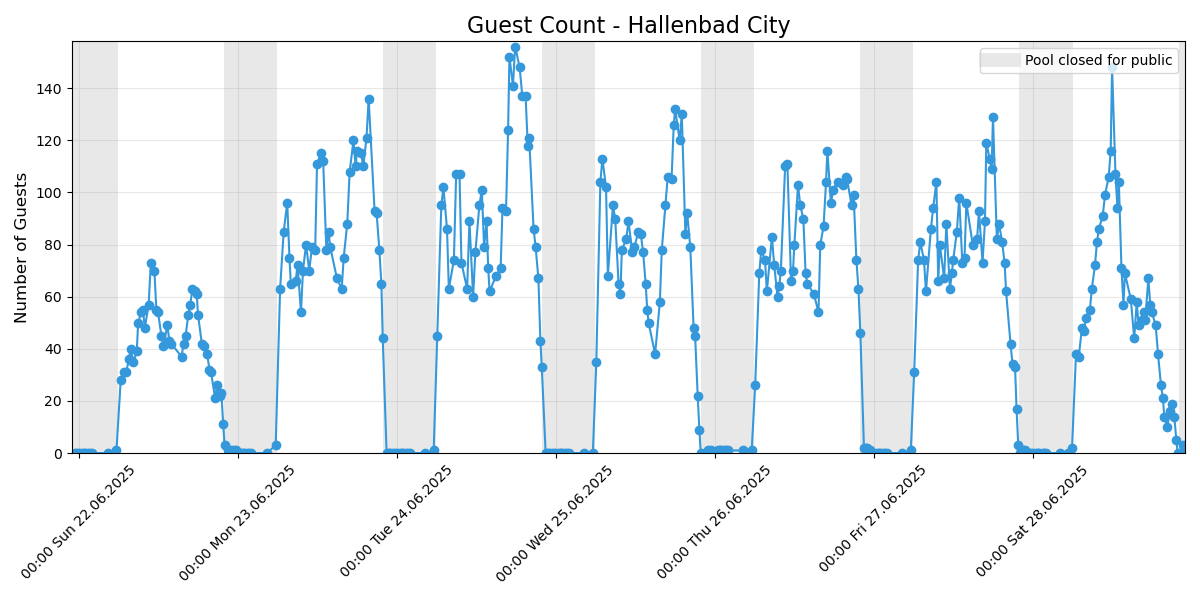 Guest Count - Hallenbad City
Pool closed for public
Number of Guests
140
120
100
80
60
40
20
0
00:00 Sun 22.06.2025
00:00 Mon 23.06.2025
00:00 Tue 24.06.2025
00:00 Wed 25.06.2025
00:00 Thu 26.06.2025
00:00 Fri 27.06.2025
00:00 Sat 28.06.2025